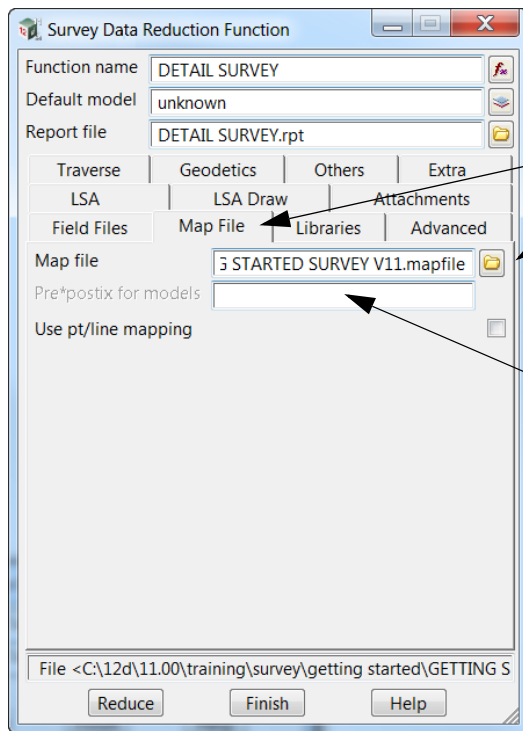 Survey Data Reduction Function
Function name DETAIL SURVEY
Default model unknown
Report file DETAIL SURVEY.rpt
Traverse Geodetics Others Extra
LSA LSA Draw Attachments
Field Files Map File Libraries Advanced
Map file STARTED SURVEY V11.mapfile
Pre*postix for models
Use pt/line mapping
File <C:\12d\11.00\training\survey\getting started\GETTING S
Reduce Finish Help